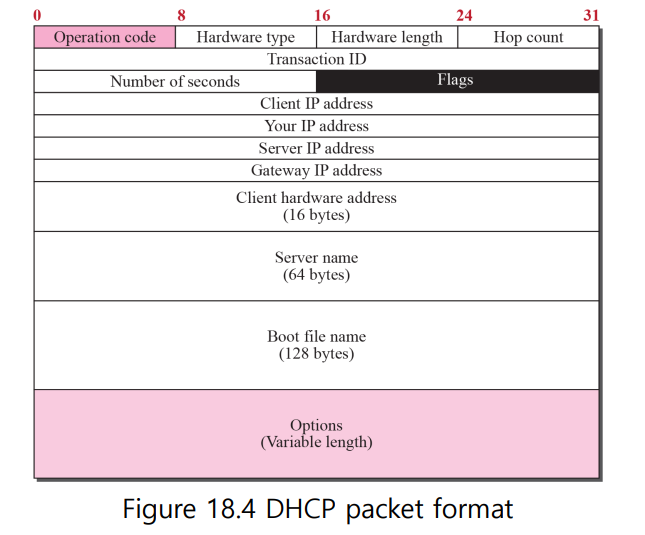 0 8 16 24 31
Operation code Hardware type Hardware length Hop count
Transaction ID
Number of seconds Flags
Client IP address
Your IP address
Server IP address
Gateway IP address
Client hardware address
(16 bytes)
Server name
(64 bytes)
Boot file name
(128 bytes)
Options
(Variable length)
Figure 18.4 DHCP packet format